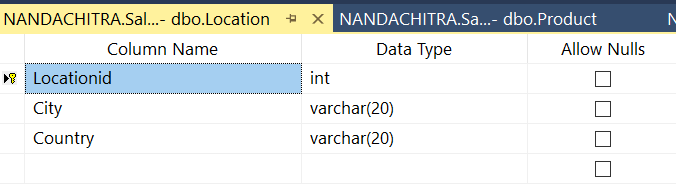 NANDACHITRA.Sal...- dbo.Location NANDACHITRA.Sa...- dbo.Product N
Column Name Data Type Allow Nulls
Locationid int
City varchar(20)
Country varchar(20)